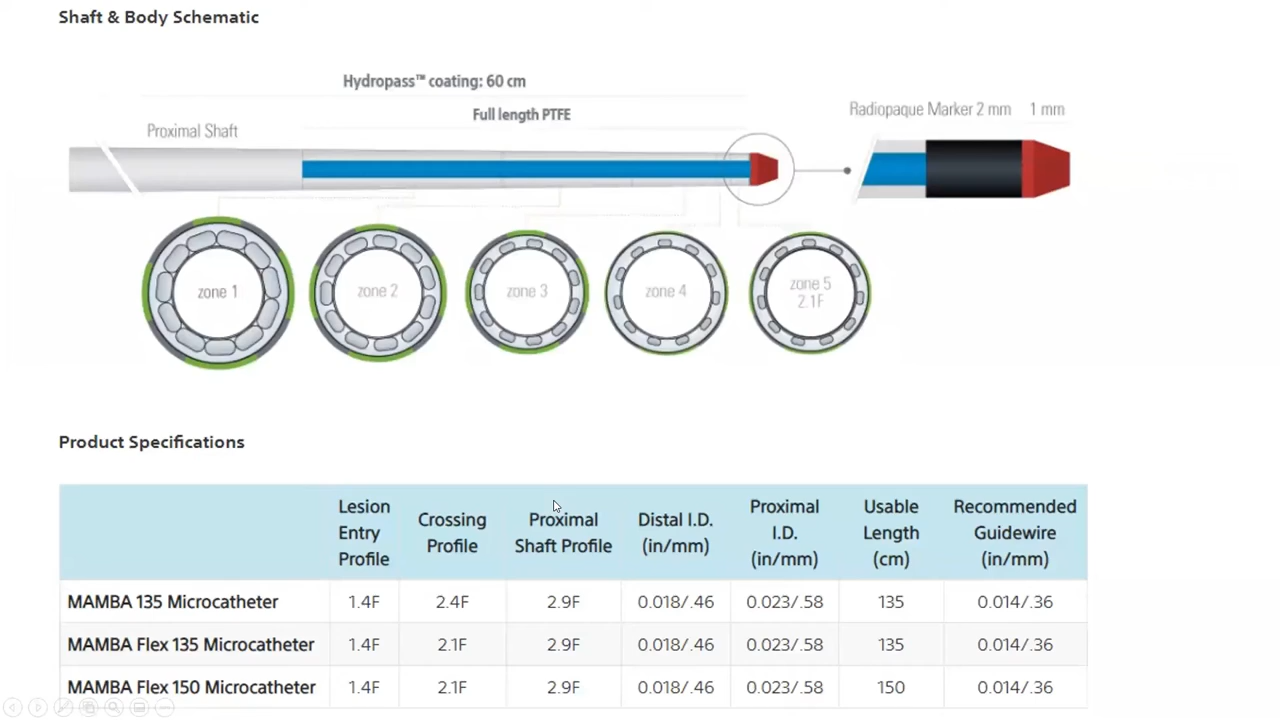 Shaft & Body Schematic
Hydropass™ coating: 60 cm
Full length PTFE
Radiopaque Marker 2 mm 1 mm
Proximal Shaft
zone 1
zone 2
zone 3
zone 4
zone 5
2.1F
Product Specifications
Lesion
Entry
Profile
Crossing
Profile
Proximal
Shaft Profile
Distal I.D.
(in/mm)
Proximal
I.D.
(in/mm)
Usable
Length
(cm)
Recommended
Guidewire
(in/mm)
MAMBA 135 Microcatheter 1.4F 2.4F 2.9F 0.018/.46 0.023/.58 135 0.014/.36
MAMBA Flex 135 Microcatheter 1.4F 2.1F 2.9F 0.018/.46 0.023/.58 135 0.014/.36
MAMBA Flex 150 Microcatheter 1.4F 2.1F 2.9F 0.018/.46 0.023/.58 150 0.014/.36